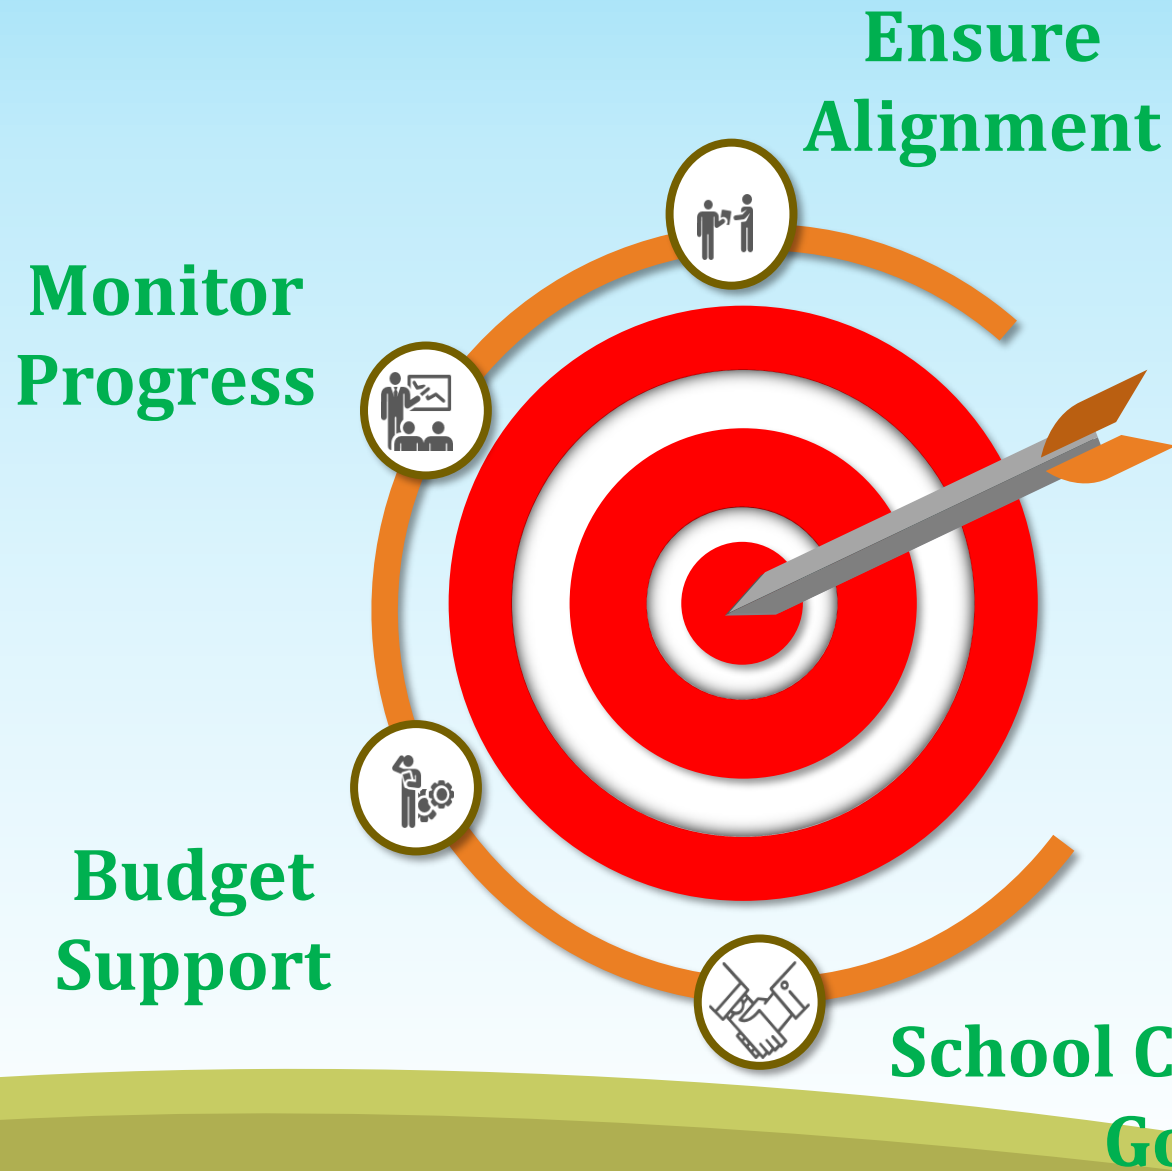 Ensure
Alignment
Monitor
Progress
Budget
Support
School